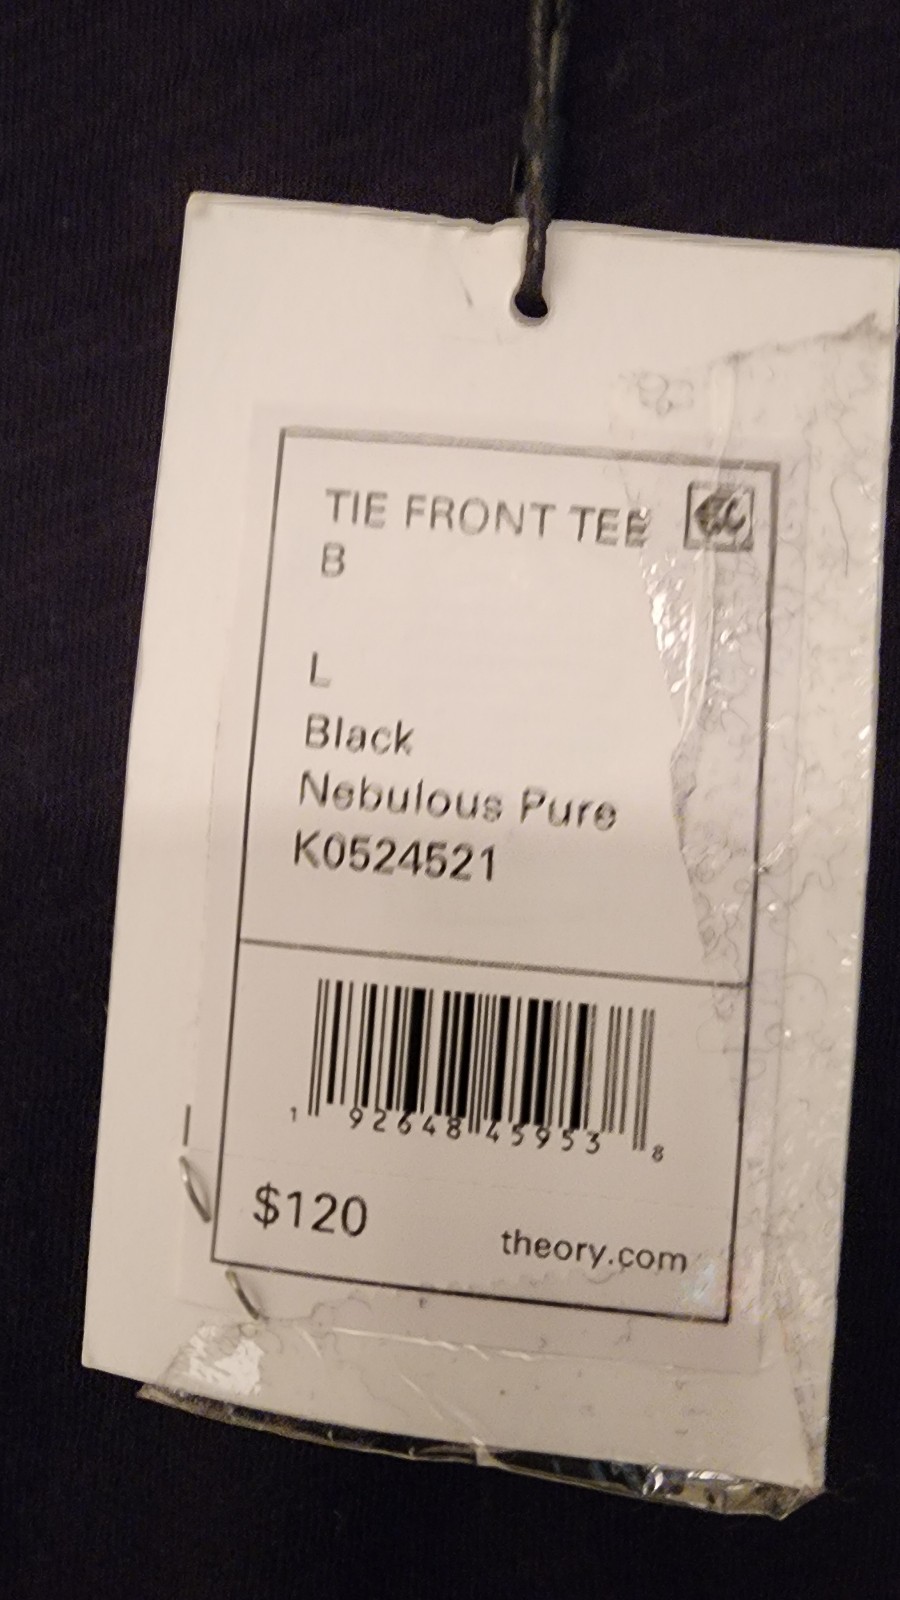 TIE FRONT TEE
B
L
Black
Nebulous Pure
K0524521
1 92648 45953 8
$120
theory.com